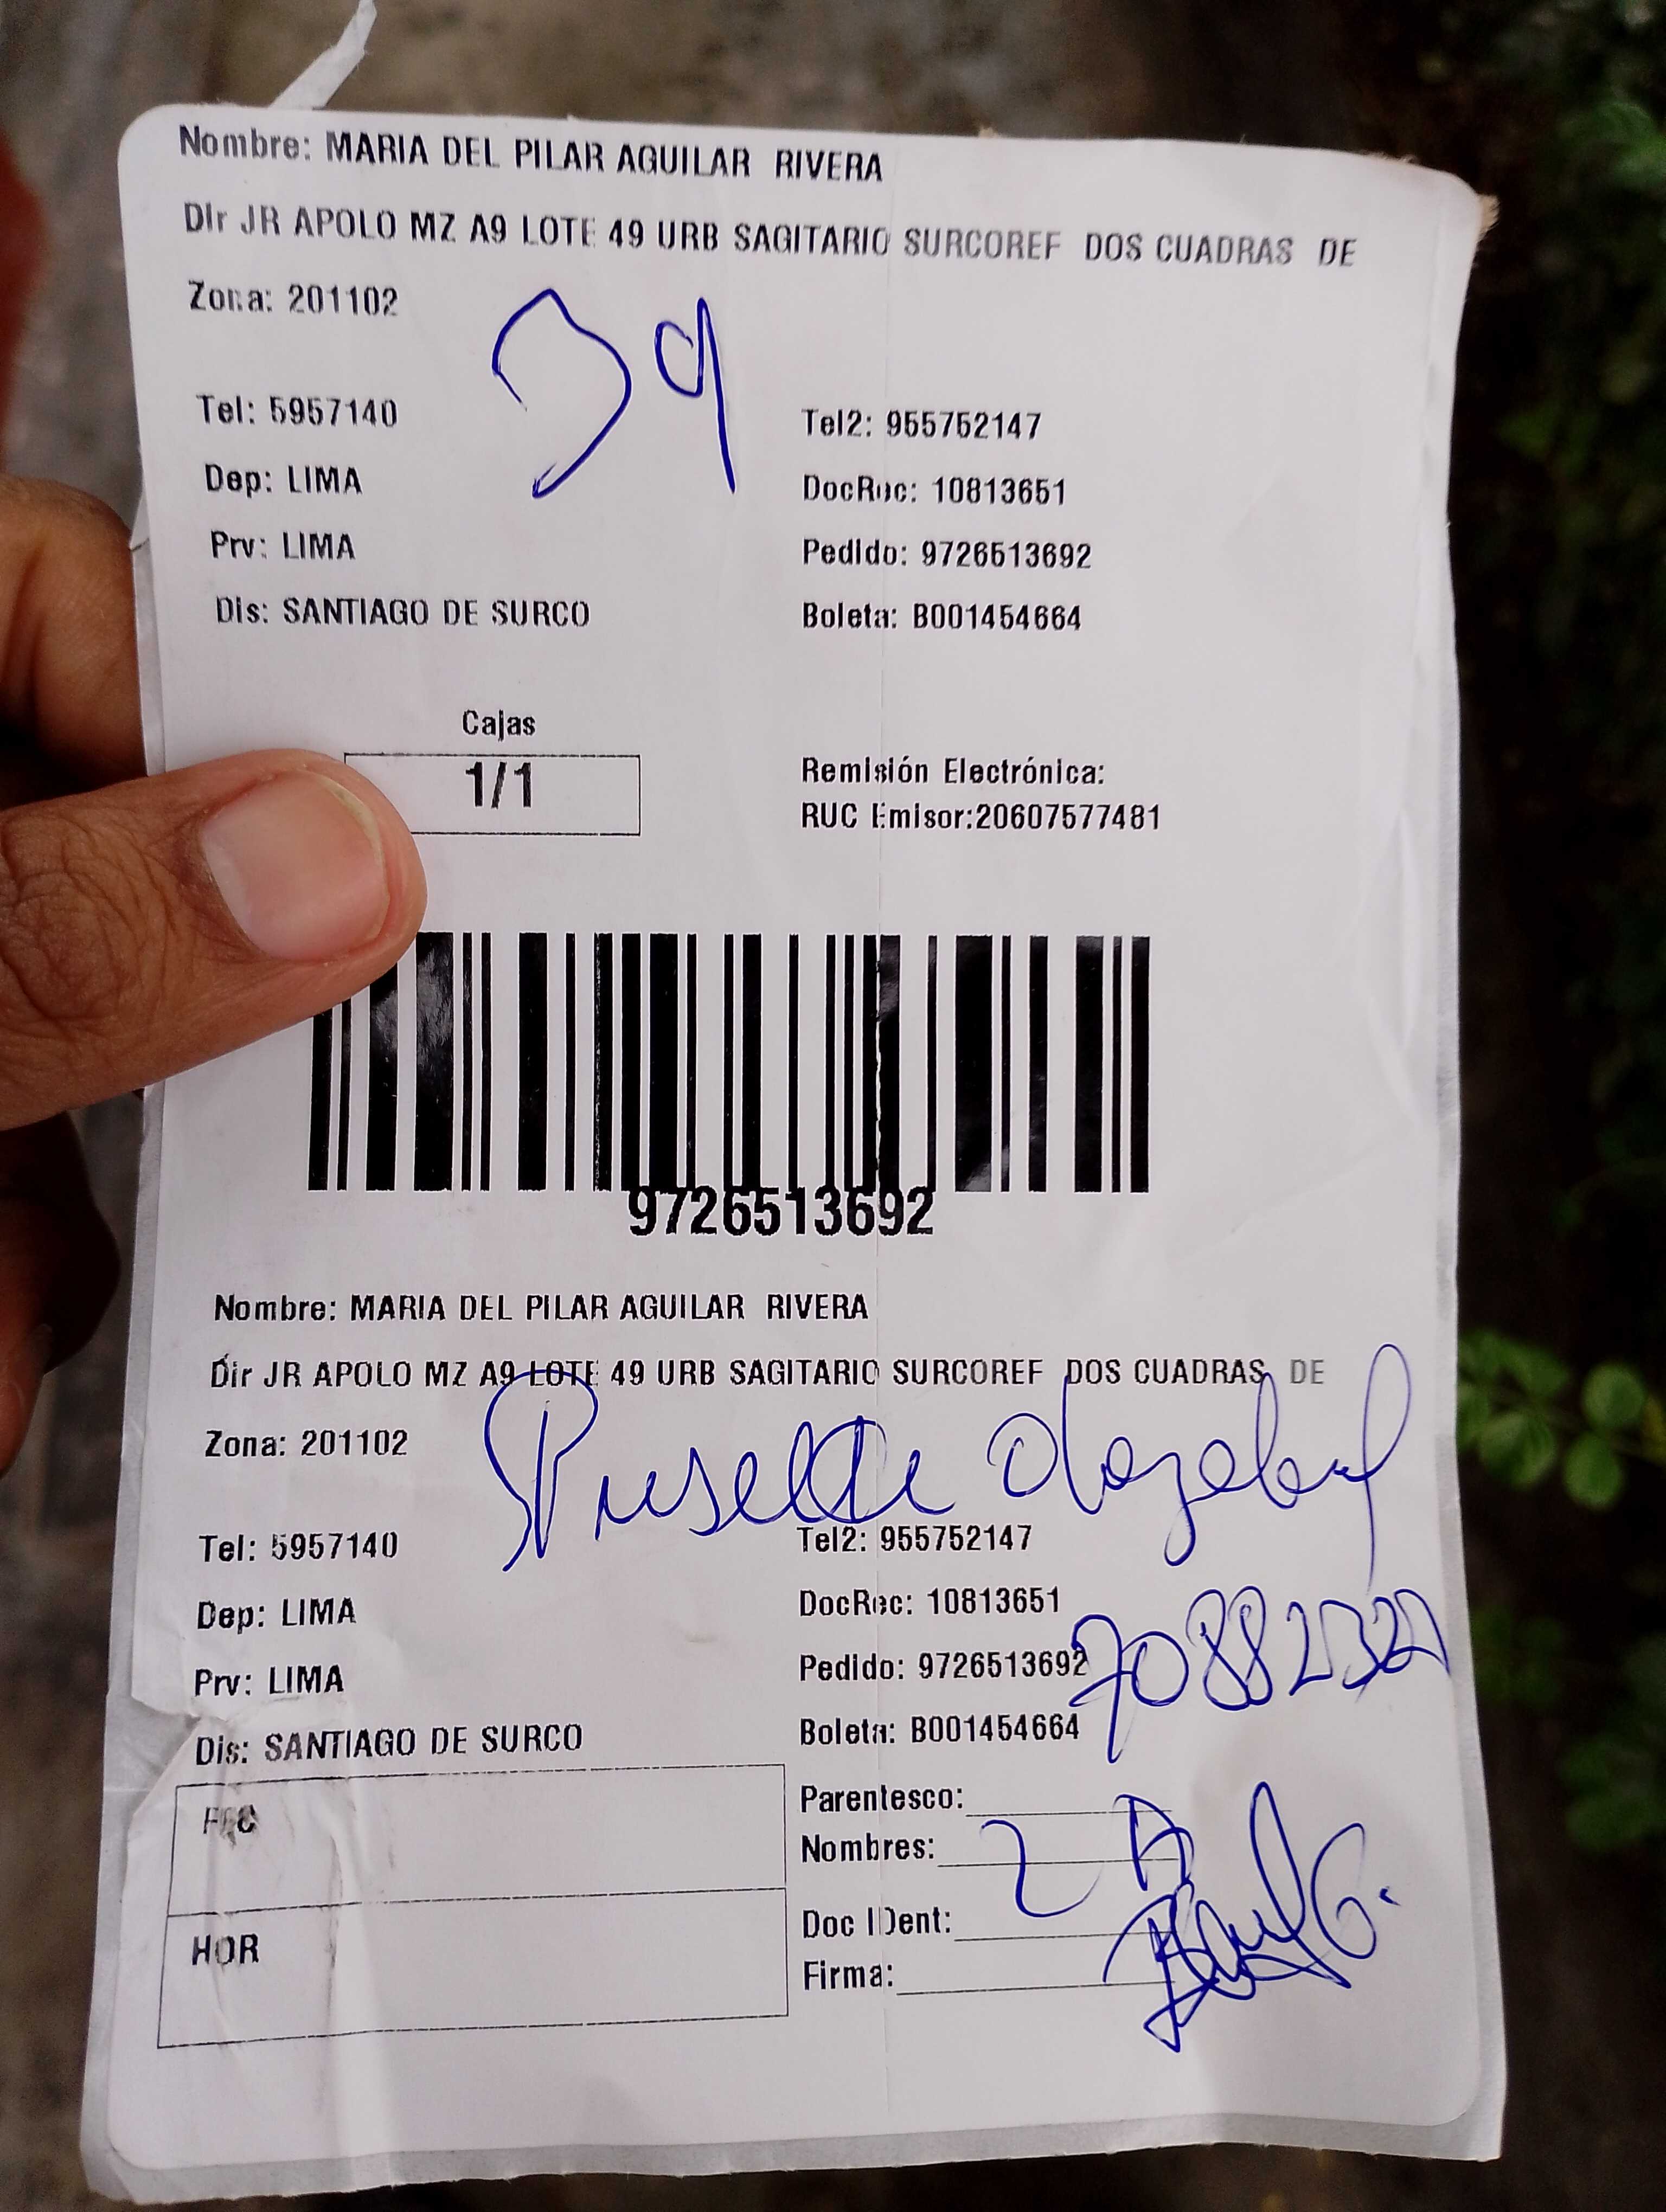 Nombre: MARIA DEL PILAR AGUILAR RIVERA
Dir JR APOLO MZ A9 LOTE 49 URB SAGITARIO SURCOREF DOS CUADRAS DE
Zona: 201102
39
Tel: 5957140
Tel2: 955752147
Dep: LIMA
DocRec: 10813651
Prv: LIMA
Pedido: 9726513692
Dis: SANTIAGO DE SURCO
Boleta: B001454664
Cajas
1/1
Remisión Electrónica:
RUC Emisor:20607577481
9726513692
Nombre: MARIA DEL PILAR AGUILAR RIVERA
Dir JR APOLO MZ A9 LOTE 49 URB SAGITARIO SURCOREF DOS CUADRAS DE
Zona: 201102
Tel: 5957140
Tel2: 955752147
Dep: LIMA
DocRec: 10813651
Prv: LIMA
Pedido: 9726513692
Dis: SANTIAGO DE SURCO
Boleta: B001454664
FEC
Parentesco:
Nombres:
HOR
Doc IDent:
Firma: